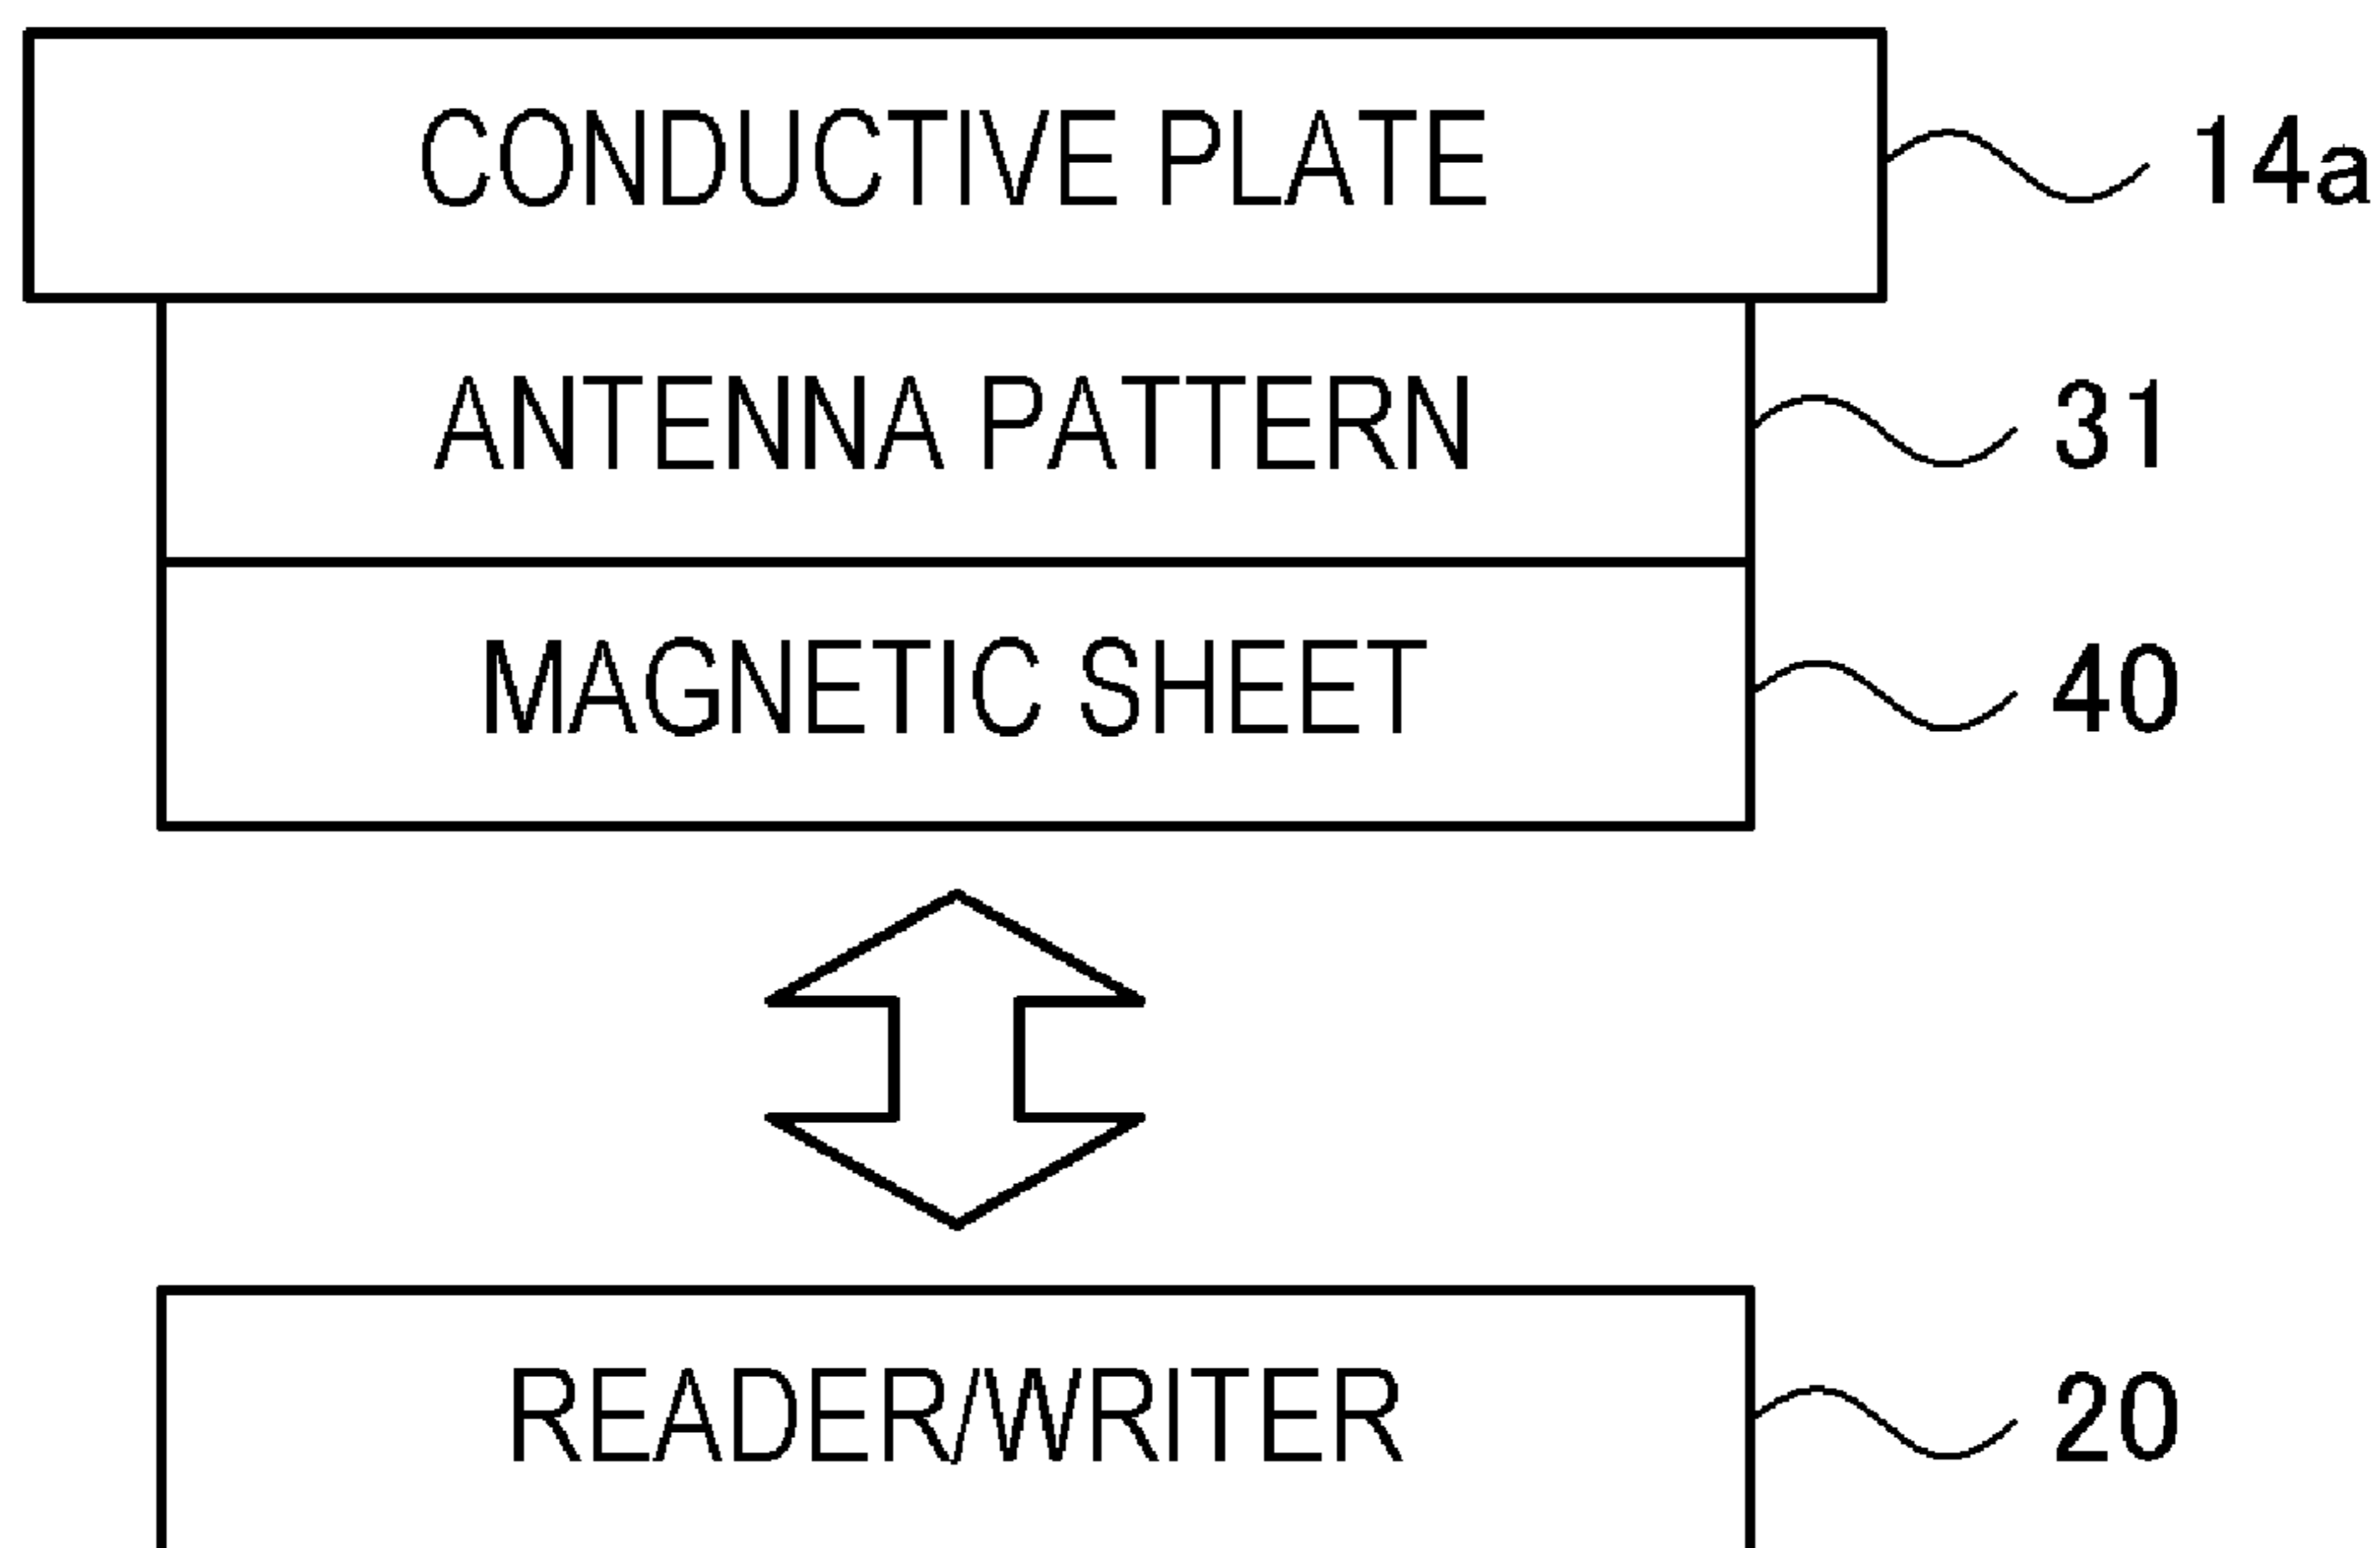 CONDUCTIVE PLATE 14a
ANTENNA PATTERN 31
MAGNETIC SHEET 40
READER/WRITER 20